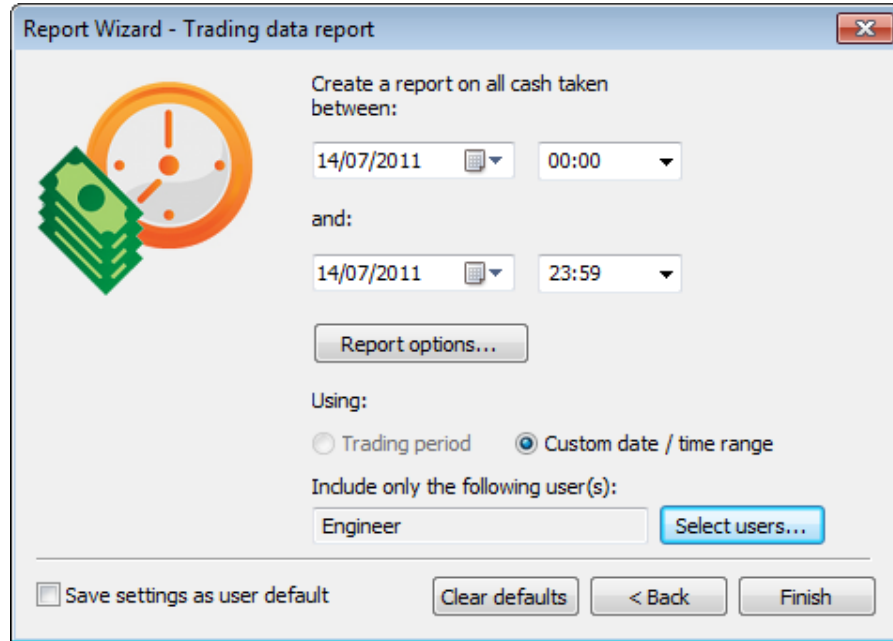 Report Wizard - Trading data report
Create a report on all cash taken
between:
14/07/2011 00:00
and:
14/07/2011 23:59
Report options...
Using:
Trading period Custom date / time range
Include only the following user(s):
Engineer Select users...
Save settings as user default Clear defaults < Back Finish